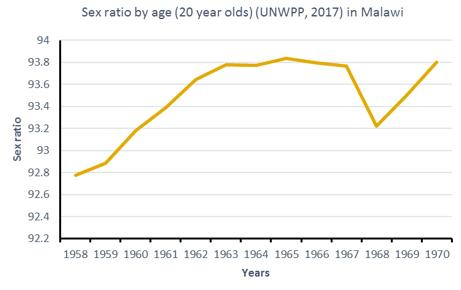 Sex ratio by age (20 year olds) (UNWPP, 2017) in Malawi
94
93.8
93.6
93.4
93.2
93
92.8
92.6
92.4
92.2
Sex ratio
1958 1959 1960 1961 1962 1963 1964 1965 1966 1967 1968 1969 1970
Years